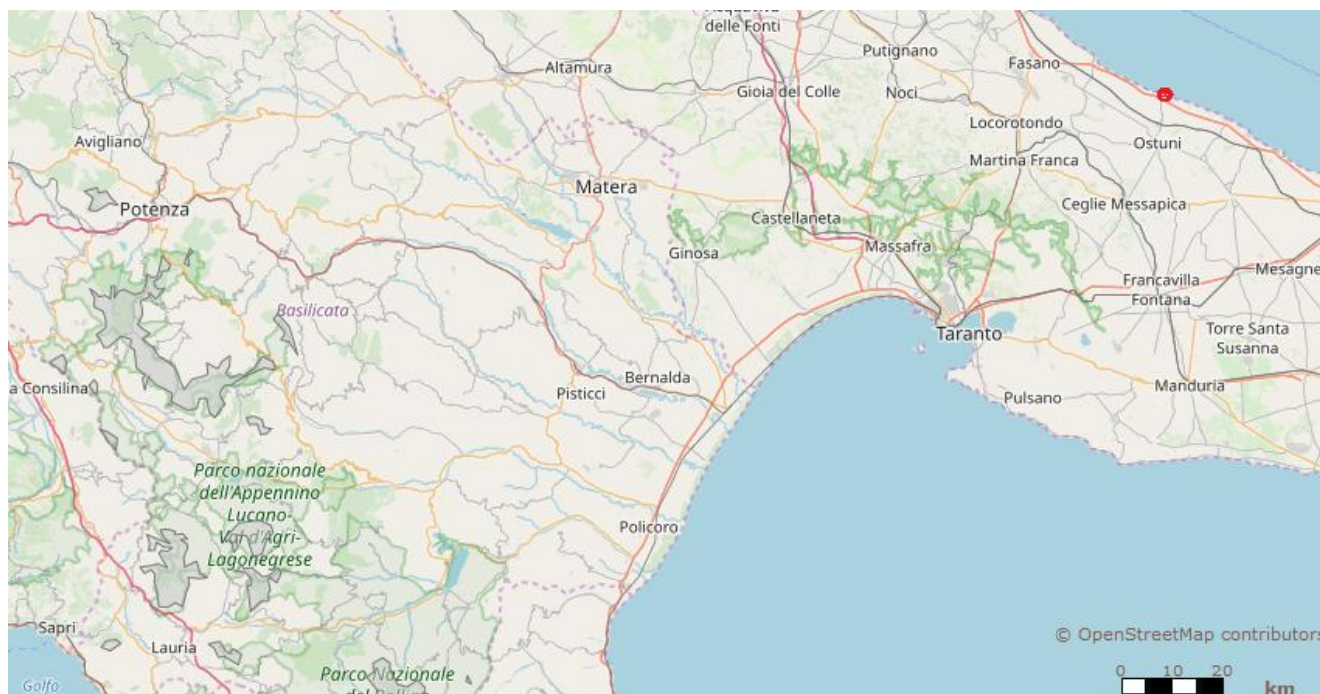 delle Fonti
Putignano
Fasano
Altamura
Gioia del Colle
Noci
Locorotondo
Avigliano
Ostuni
Martina Franca
Matera
Potenza
Ceglie Messapica
Castellaneta
Massafra
Ginosa
Mesagne
Francavilla
Fontana
Basilicata
Taranto
Torre Santa
Susanna
Bernalda
a Consilina
Pisticci
Manduria
Pulsano
Parco nazionale
dell'Appennino
Lucano-
Val d'Agri-
Lagonegrese
Policoro
Sapri
© OpenStreetMap contributors
Lauria
Parco Nazionale
Golfo
0 10 20
km